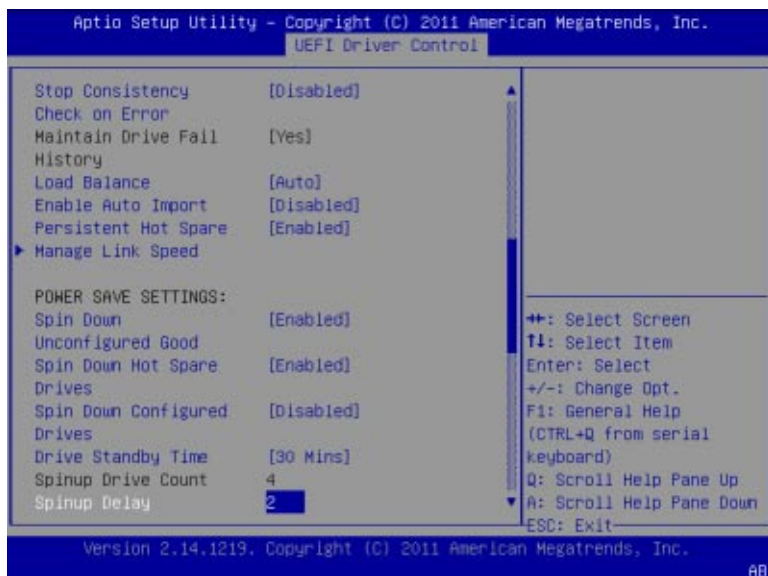 Aptio Setup Utility – Copyright (C) 2011 American Megatrends, Inc.
UEFI Driver Control
Stop Consistency [Disabled]
Check on Error
Maintain Drive Fail [Yes]
History
Load Balance [Auto]
Enable Auto Import [Disabled]
Persistent Hot Spare [Enabled]
Manage Link Speed
POWER SAVE SETTINGS:
Spin Down [Enabled]
Unconfigured Good
Spin Down Hot Spare [Enabled]
Drives
Spin Down Configured [Disabled]
Drives
Drive Standby Time [30 Mins]
Spinup Drive Count 4
Spinup Delay 2
→←: Select Screen
↑↓: Select Item
Enter: Select
+/-: Change Opt.
F1: General Help
(CTRL+Q from serial
keyboard)
Q: Scroll Help Pane Up
A: Scroll Help Pane Down
ESC: Exit
Version 2.14.1219. Copyright (C) 2011 American Megatrends, Inc.
AB